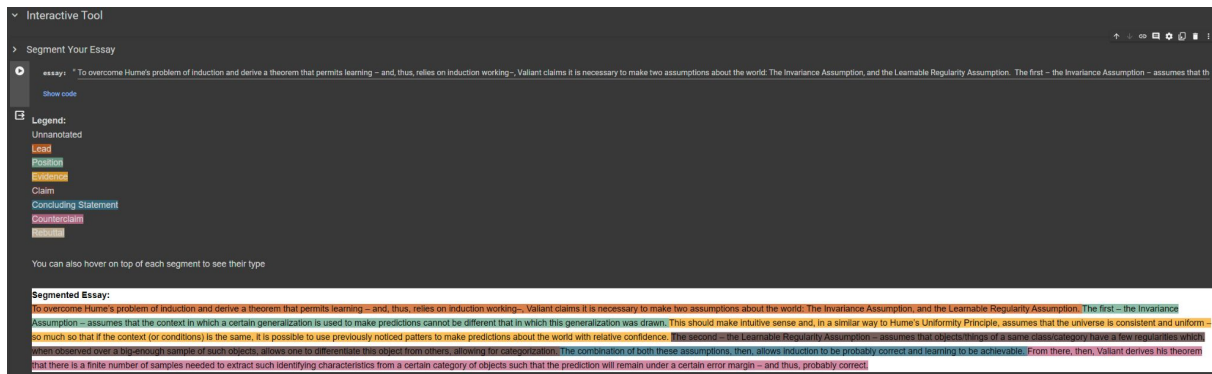 Interactive Tool
Segment Your Essay
essay: " To overcome Hume's problem of induction and derive a theorem that permits learning – and, thus, relies on induction working–, Valiant claims it is necessary to make two assumptions about the world: The Invariance Assumption, and the Learnable Regularity Assumption. The first – the Invariance Assumption – assumes that th
Show code
Legend:
Unnanotated
Lead
Position
Evidence
Claim
Concluding Statement
Counterclaim
Rebuttal
You can also hover on top of each segment to see their type
Segmented Essay:
To overcome Hume's problem of induction and derive a theorem that permits learning – and, thus, relies on induction working–, Valiant claims it is necessary to make two assumptions about the world: The Invariance Assumption, and the Learnable Regularity Assumption. The first – the Invariance
Assumption – assumes that the context in which a certain generalization is used to make predictions cannot be different that in which this generalization was drawn. This should make intuitive sense and, in a similar way to Hume's Uniformity Principle, assumes that the universe is consistent and uniform –
so much so that if the context (or conditions) is the same, it is possible to use previously noticed patters to make predictions about the world with relative confidence. The second – the Learnable Regularity Assumption – assumes that objects/things of a same class/category have a few regularities which,
when observed over a big-enough sample of such objects, allows one to differentiate this object from others, allowing for categorization. The combination of both these assumptions, then, allows induction to be probably correct and learning to be achievable. From there, then, Valiant derives his theorem
that there is a finite number of samples needed to extract such identifying characteristics from a certain category of objects such that the prediction will remain under a certain error margin – and thus, probably correct.